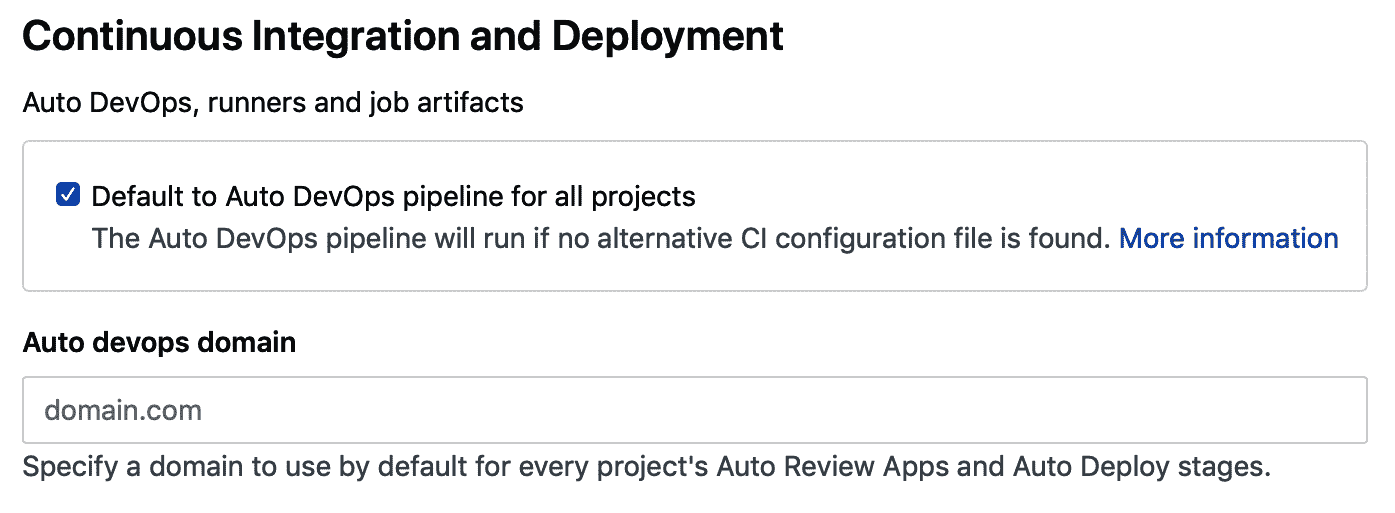 Continuous Integration and Deployment
Auto DevOps, runners and job artifacts
Default to Auto DevOps pipeline for all projects
The Auto DevOps pipeline will run if no alternative CI configuration file is found. More information
Auto devops domain
domain.com
Specify a domain to use by default for every project's Auto Review Apps and Auto Deploy stages.